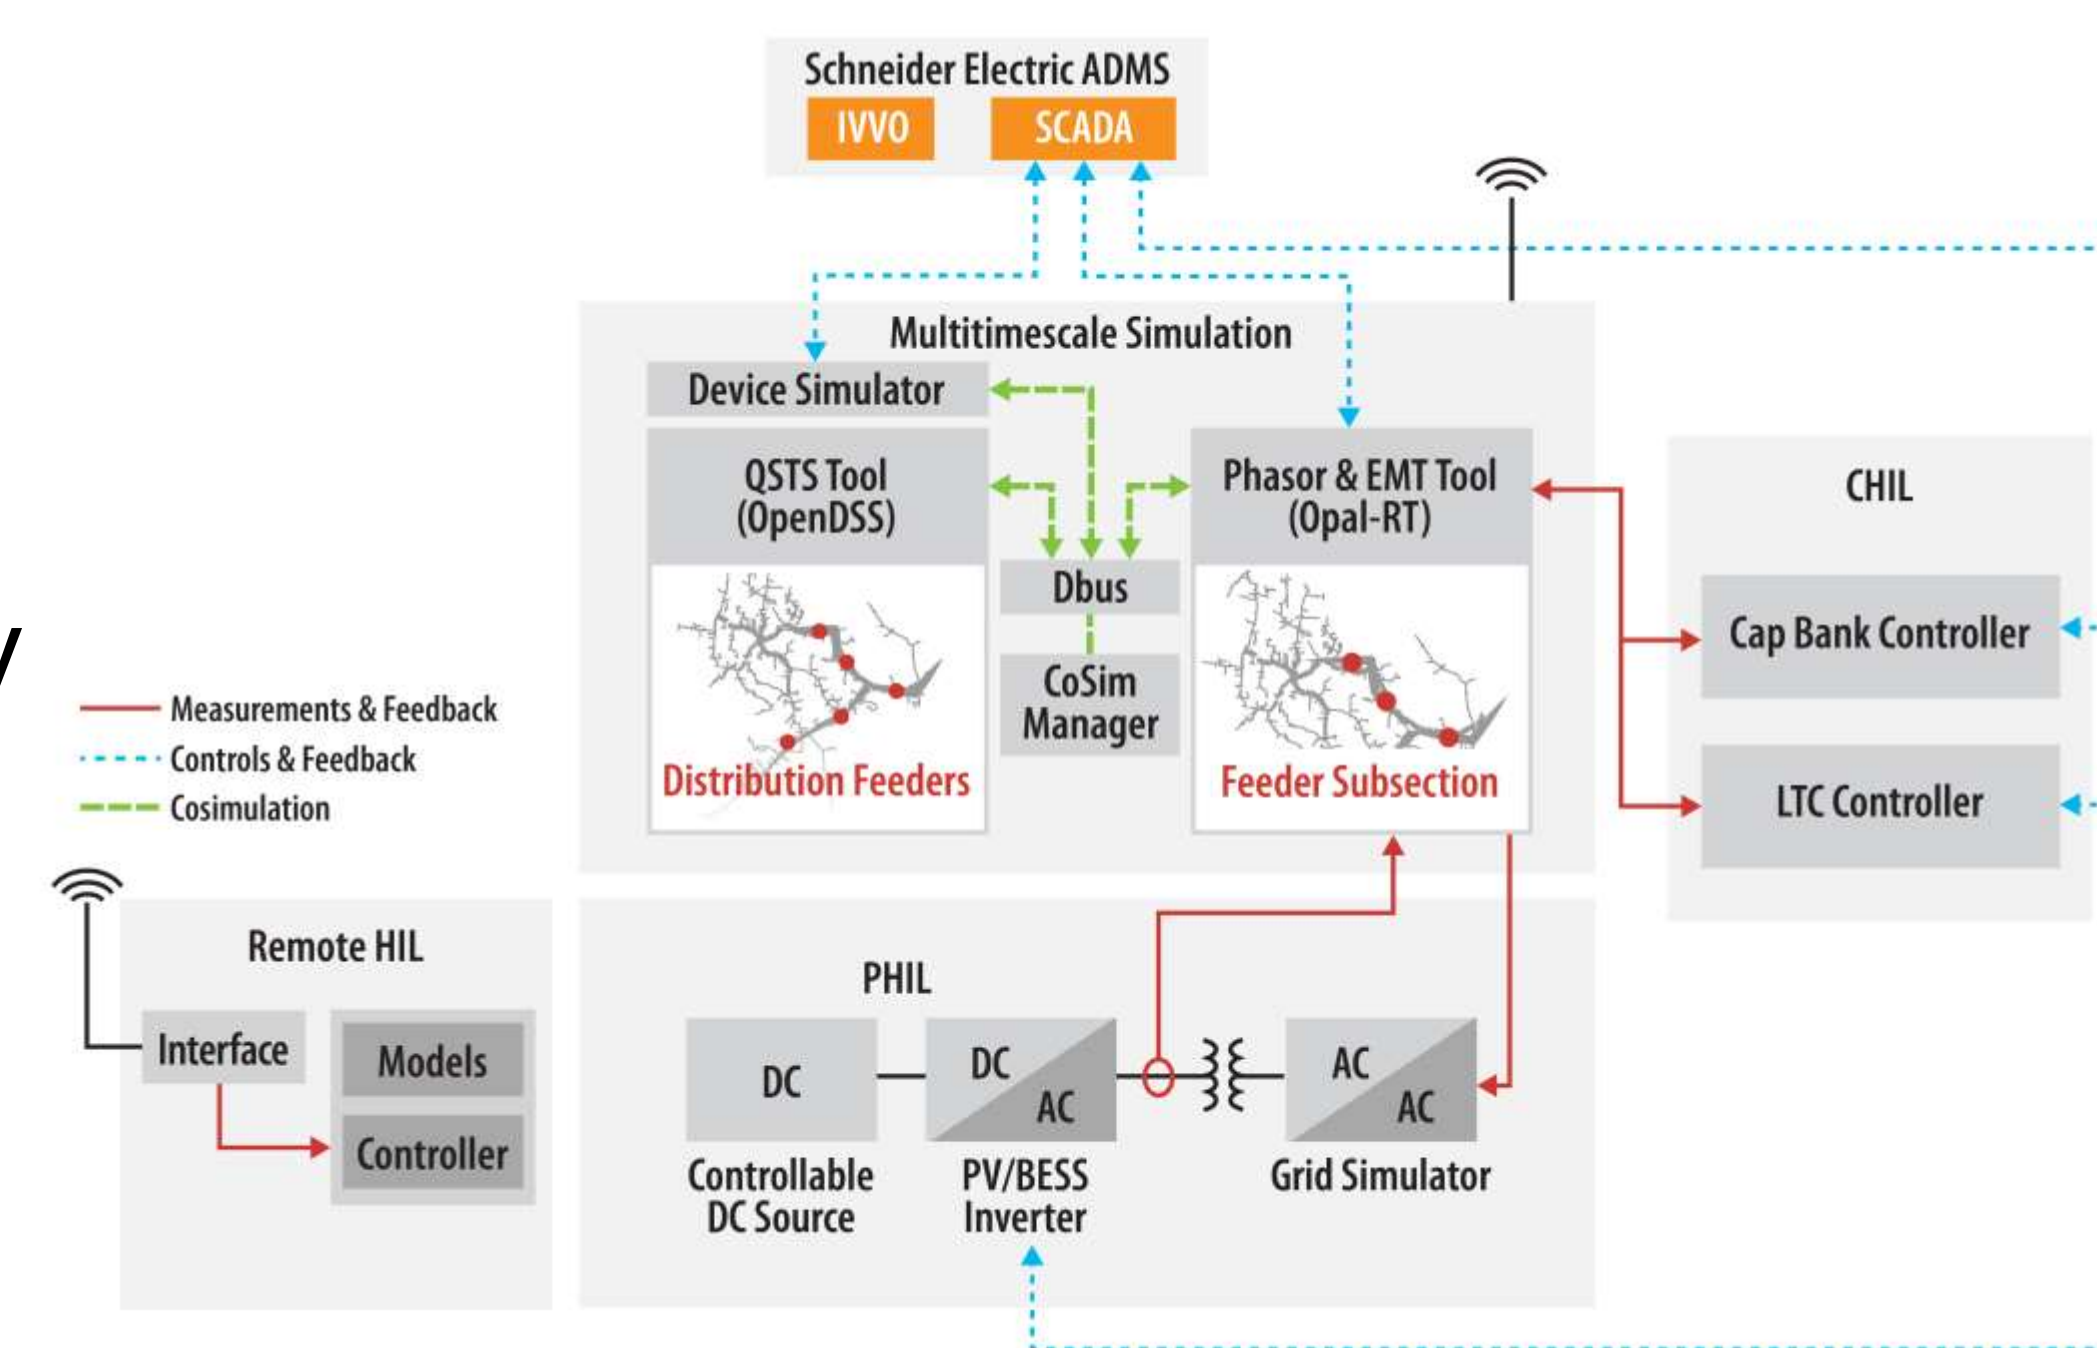 Schneider Electric ADMS
IVVO
SCADA
Multitimescale Simulation
Device Simulator
QSTS Tool
(OpenDSS)
Phasor & EMT Tool
(Opal-RT)
Dbus
CoSim
Manager
Distribution Feeders
Feeder Subsection
CHIL
Cap Bank Controller
LTC Controller
Measurements & Feedback
Controls & Feedback
Cosimulation
Remote HIL
Interface
Models
Controller
PHIL
DC
DC
AC
AC
AC
Controllable
DC Source
PV/BESS
Inverter
Grid Simulator